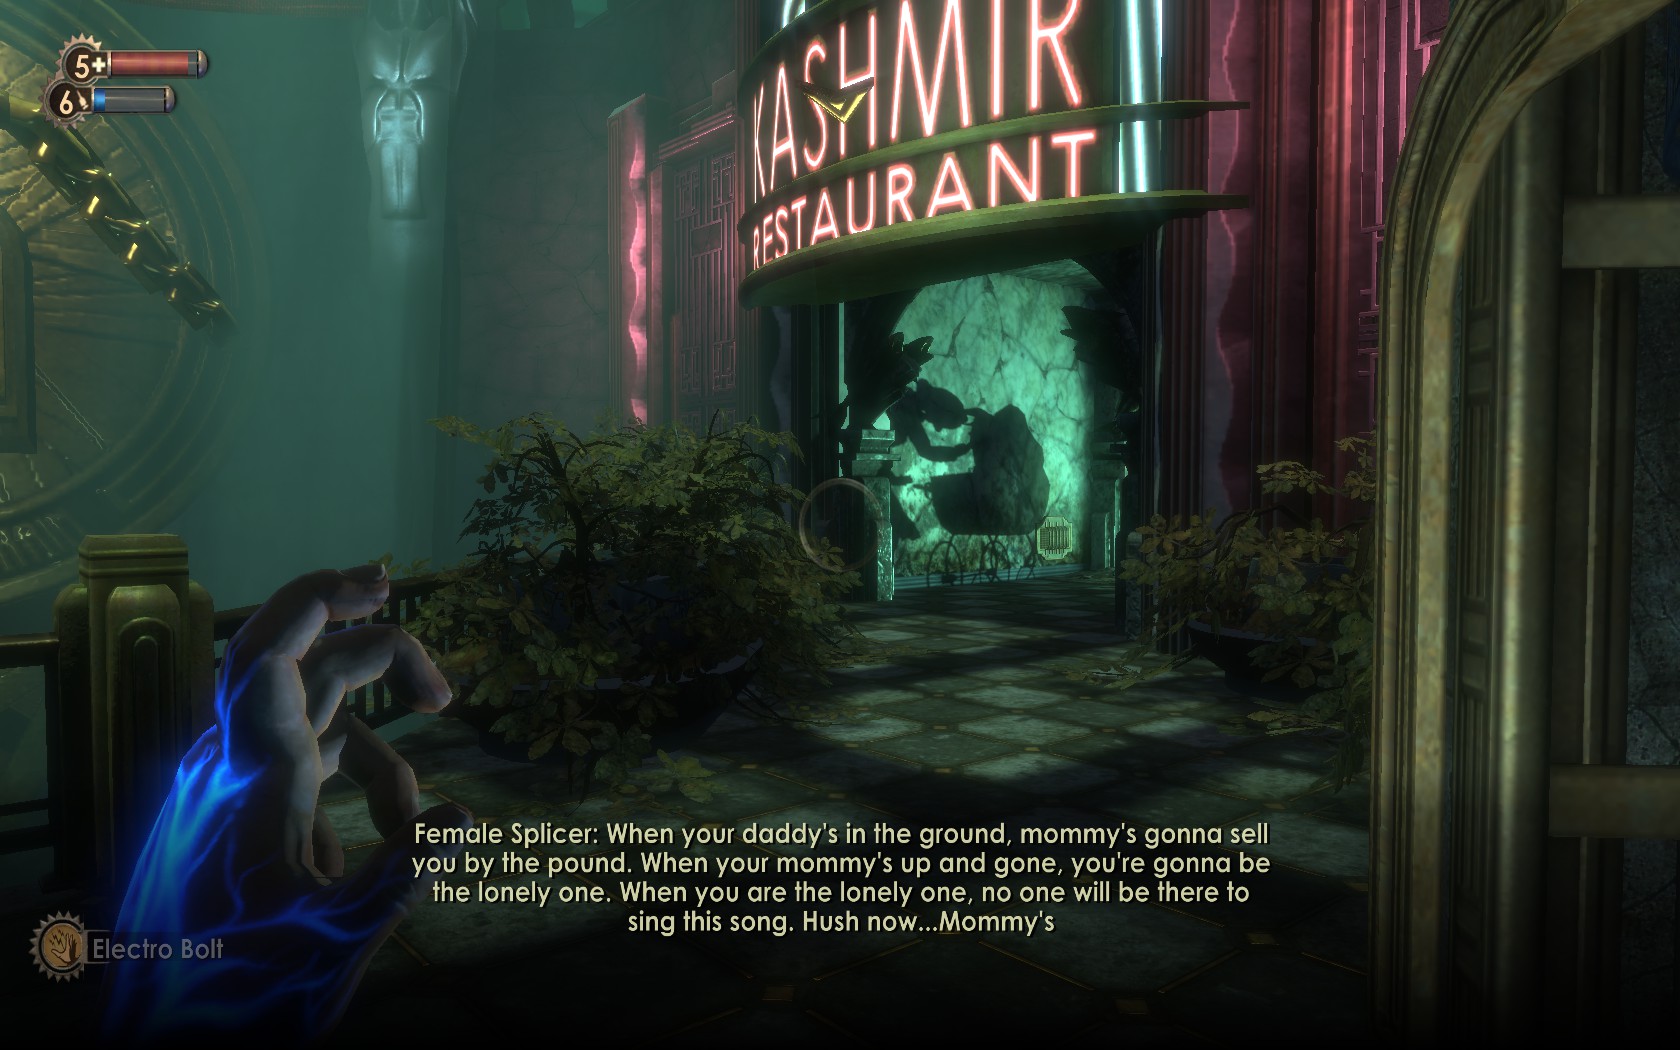 5+
6
KASHMIR
RESTAURANT
Female Splicer: When your daddy's in the ground, mommy's gonna sell
you by the pound. When your mommy's up and gone, you're gonna be
the lonely one. When you are the lonely one, no one will be there to
sing this song. Hush now...Mommy's
Electro Bolt